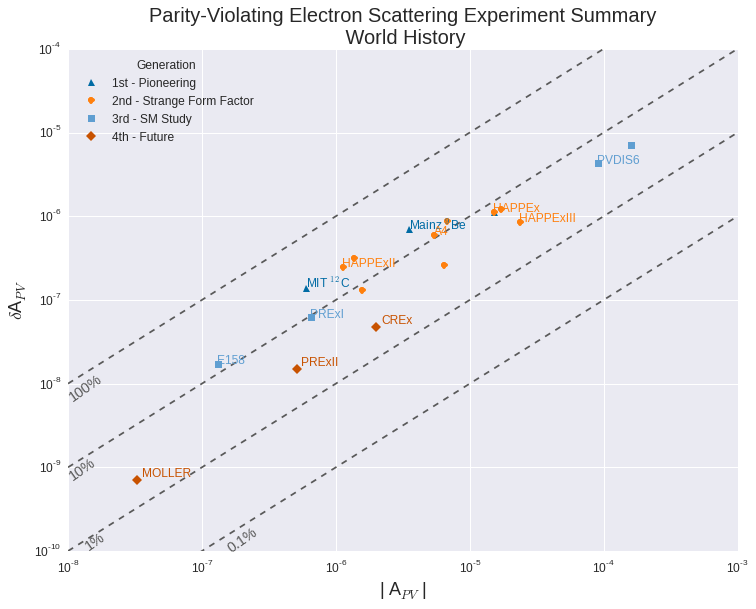 Parity-Violating Electron Scattering Experiment Summary
World History
10⁻⁴
Generation
1st - Pioneering
2nd - Strange Form Factor
3rd - SM Study
4th - Future
10⁻⁵
PVDIS6
HAPPEx
HAPPExIII
10⁻⁶
Mainz ⁹Be
HAPPExII
MIT ¹²C
10⁻⁷
PRExI
CREx
E158
PRExII
10⁻⁸
100%
MOLLER
10⁻⁹
10%
1%
0.1%
10⁻¹⁰
δA_PV
10⁻⁸ 10⁻⁷ 10⁻⁶ 10⁻⁵ 10⁻⁴ 10⁻³
| A_PV |